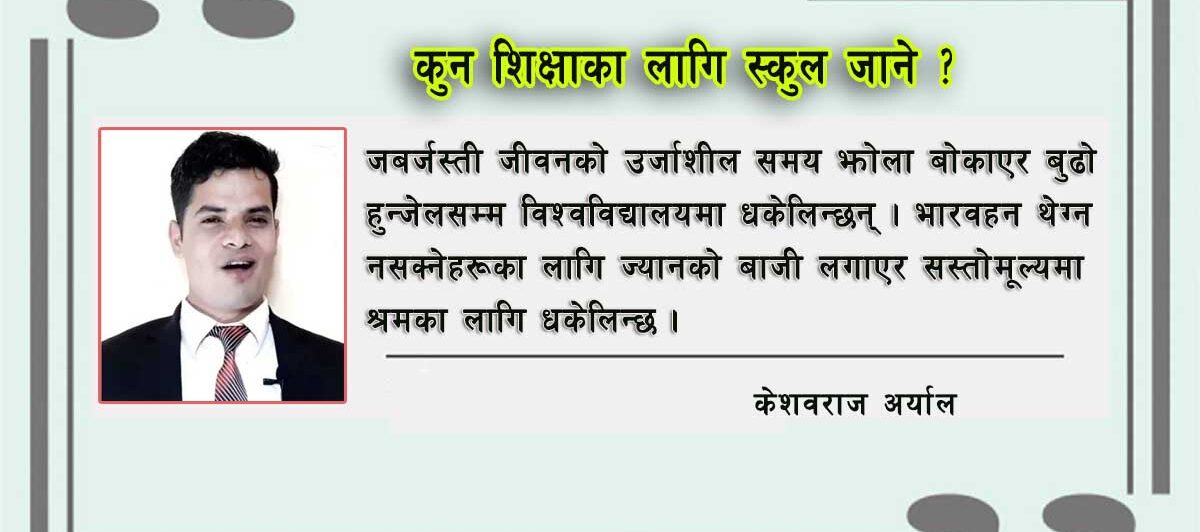 कुन शिक्षाका लागि स्कुल जाने ?
जबर्जस्ती जीवनको उर्जाशील समय झोला बोकाएर बुढो
हुन्जेलसम्म विश्वविद्यालयमा धकेलिन्छन् । भारवहन थेग्न
नसक्नेहरूका लागि ज्यानको बाजी लगाएर सस्तोमूल्यमा
श्रमका लागि धकेलिन्छ ।
केशवराज अर्याल